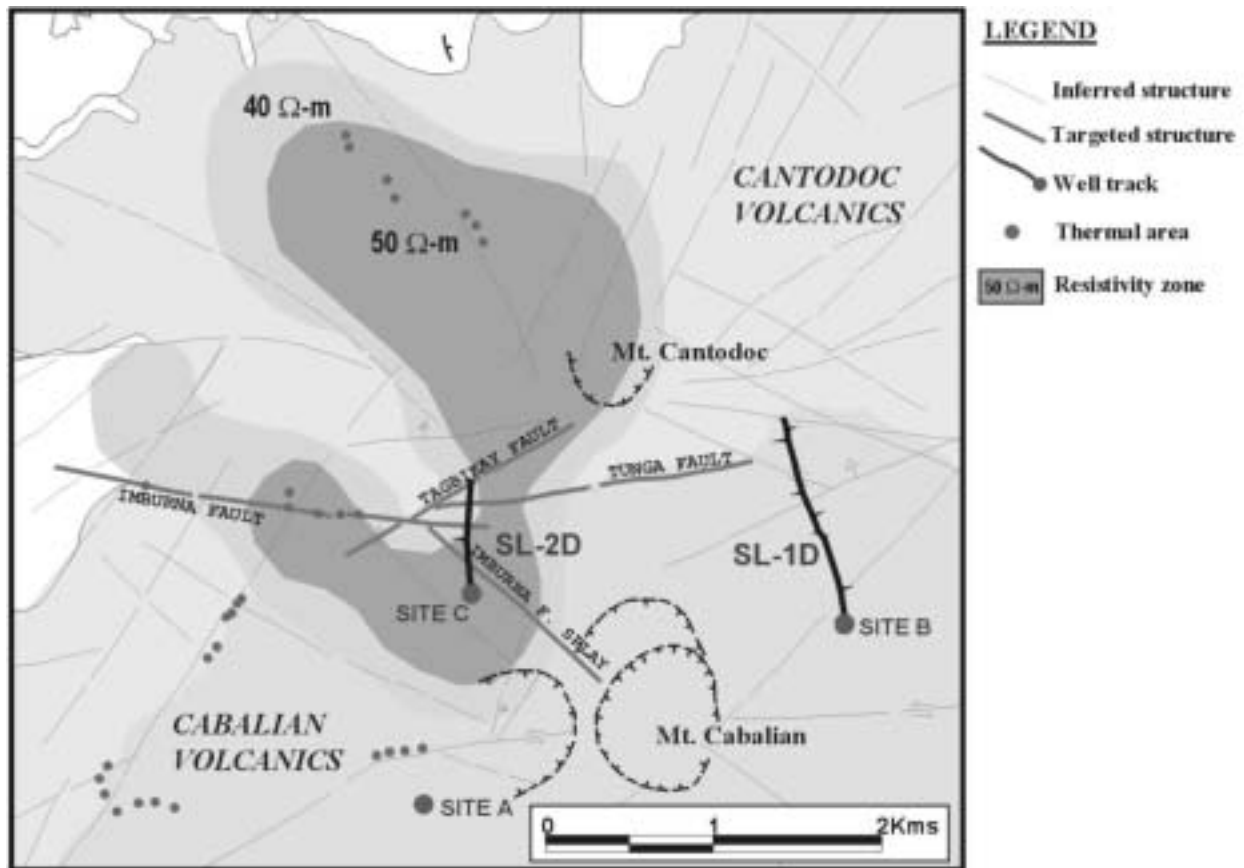 LEGEND
Inferred structure
Targeted structure
Well track
Thermal area
50 Ω-m
Resistivity zone
40 Ω-m
CANTODOC
VOLCANICS
50 Ω-m
Mt. Cantodoc
TAGBIKAY FAULT
TUNGA FAULT
IMBURNA FAULT
SL-2D
SL-1D
IMBURNA F. SPLAY
SITE C
SITE B
CABALIAN
VOLCANICS
Mt. Cabalian
SITE A
0 1 2Kms